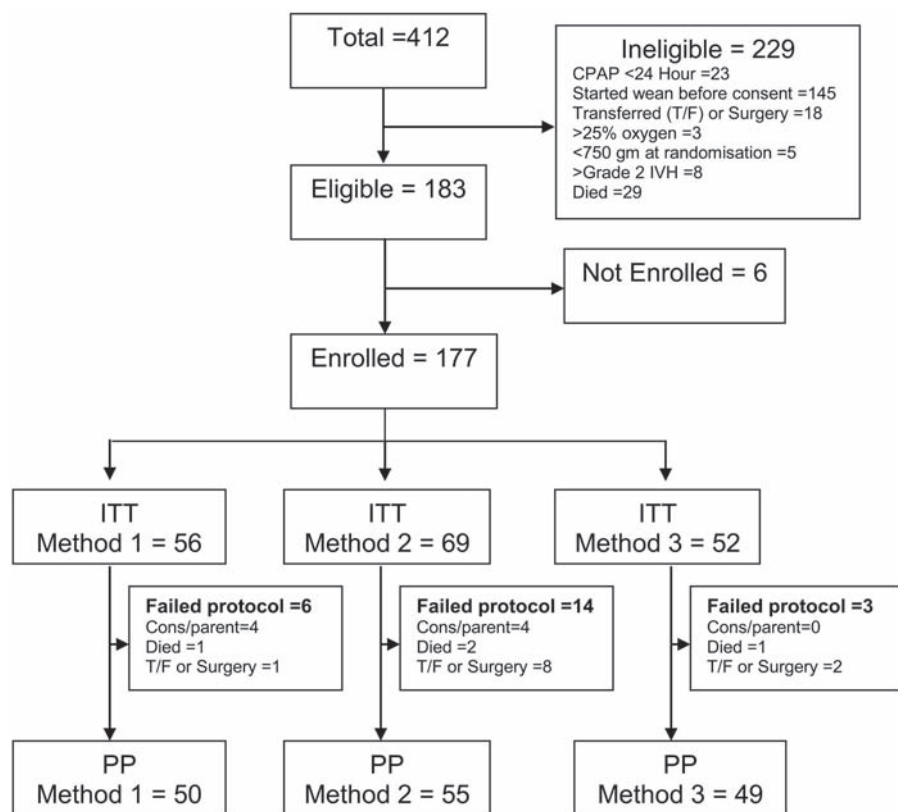 Total =412
Ineligible = 229
CPAP <24 Hour =23
Started wean before consent =145
Transferred (T/F) or Surgery =18
>25% oxygen =3
<750 gm at randomisation =5
>Grade 2 IVH =8
Died =29
Eligible = 183
Not Enrolled = 6
Enrolled = 177
ITT
Method 1 = 56
ITT
Method 2 = 69
ITT
Method 3 = 52
Failed protocol =6
Cons/parent=4
Died =1
T/F or Surgery =1
Failed protocol =14
Cons/parent=4
Died =2
T/F or Surgery =8
Failed protocol =3
Cons/parent=0
Died =1
T/F or Surgery =2
PP
Method 1 = 50
PP
Method 2 = 55
PP
Method 3 = 49